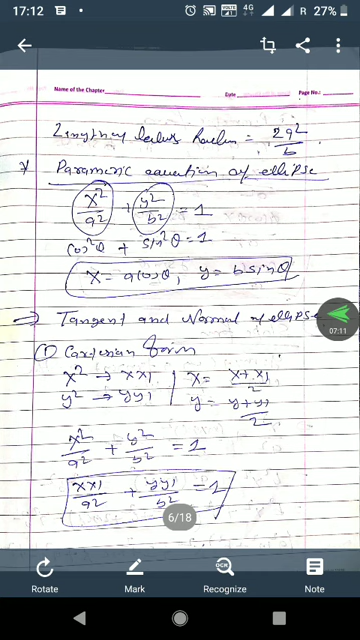 17:12
4G
R 27%
Name of the Chapter
Date
Page No.:
Length of latus Rectum = 2a²/b
* Parametric equation of ellipse
x²/a² + y²/b² = 1
cos²θ + sin²θ = 1
x = a cosθ, y = b sinθ
→ Tangent and Normal of ellipse
07:11
① Cartesian form
x² → xx1 | x = x+x1/2
y² → yy1 | y = y+y1/2
x²/a² + y²/b² = 1
xx1/a² + yy1/b² = 1
6/18
OCR
Rotate Mark Recognize Note